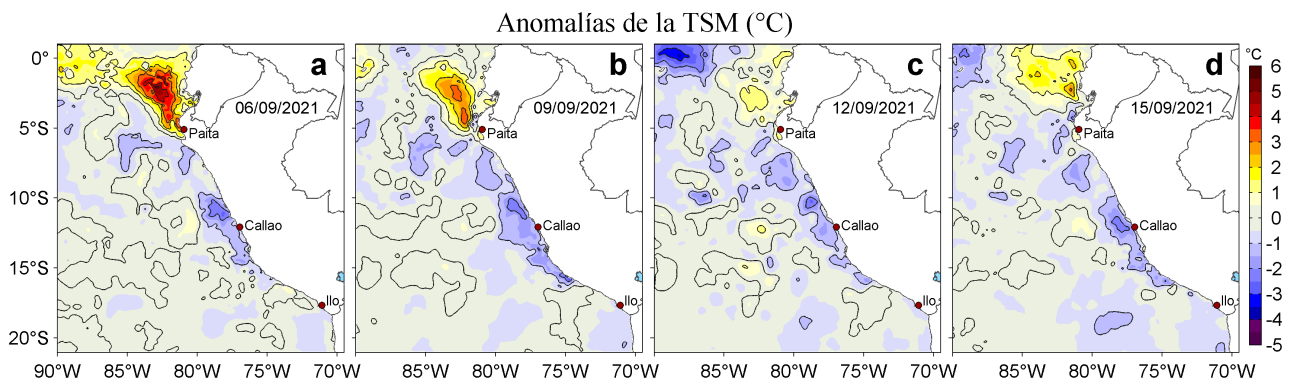 Anomalías de la TSM (°C)
a
b
c
d
06/09/2021
09/09/2021
12/09/2021
15/09/2021
Paita
Paita
Paita
Paita
Callao
Callao
Callao
Callao
Ilo
Ilo
Ilo
Ilo
0°
5°S
10°S
15°S
20°S
90°W 85°W 80°W 75°W 70°W
85°W 80°W 75°W 70°W
85°W 80°W 75°W 70°W
85°W 80°W 75°W 70°W
°C
6
5
4
3
2
1
0
-1
-2
-3
-4
-5